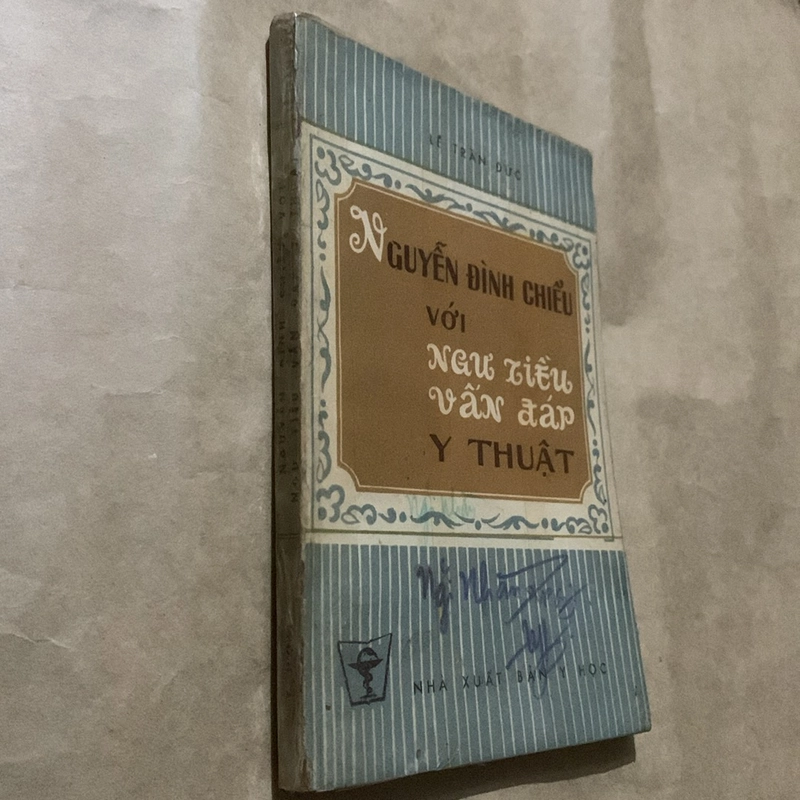 LÊ TRẦN ĐỨC
NGUYỄN ĐÌNH CHIỂU
VỚI
NGƯ TIỀU
VẤN ĐÁP
Y THUẬT
NHÀ XUẤT BẢN Y HỌC